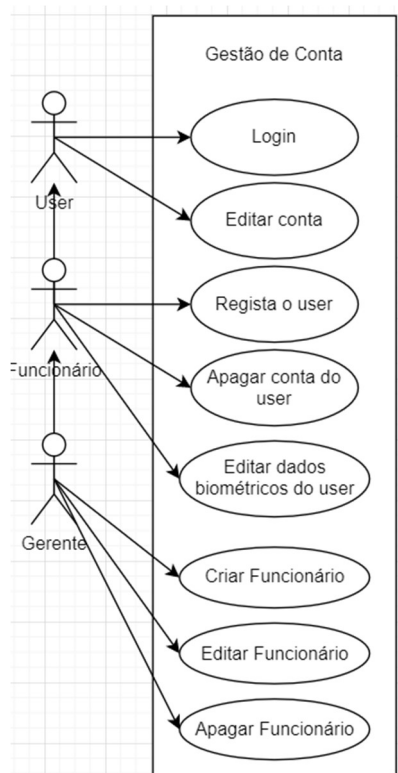 Gestão de Conta
Login
User
Editar conta
Regista o user
Funcionário
Apagar conta do
user
Editar dados
biométricos do user
Gerente
Criar Funcionário
Editar Funcionário
Apagar Funcionário